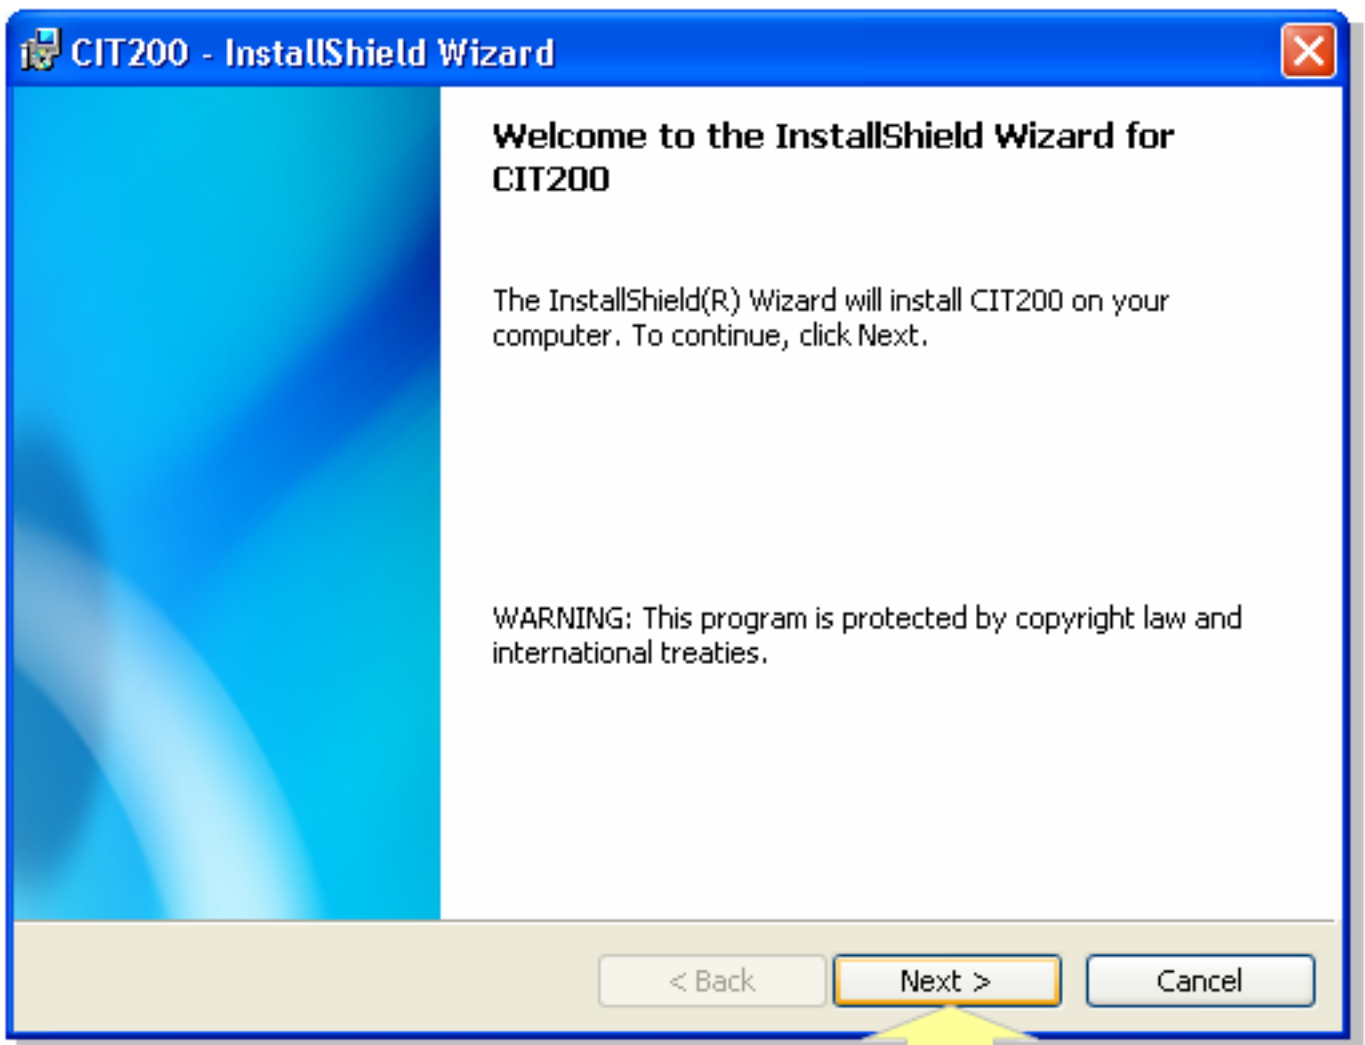 CIT200 - InstallShield Wizard
Welcome to the InstallShield Wizard for
CIT200
The InstallShield(R) Wizard will install CIT200 on your
computer. To continue, click Next.
WARNING: This program is protected by copyright law and
international treaties.
< Back
Next >
Cancel